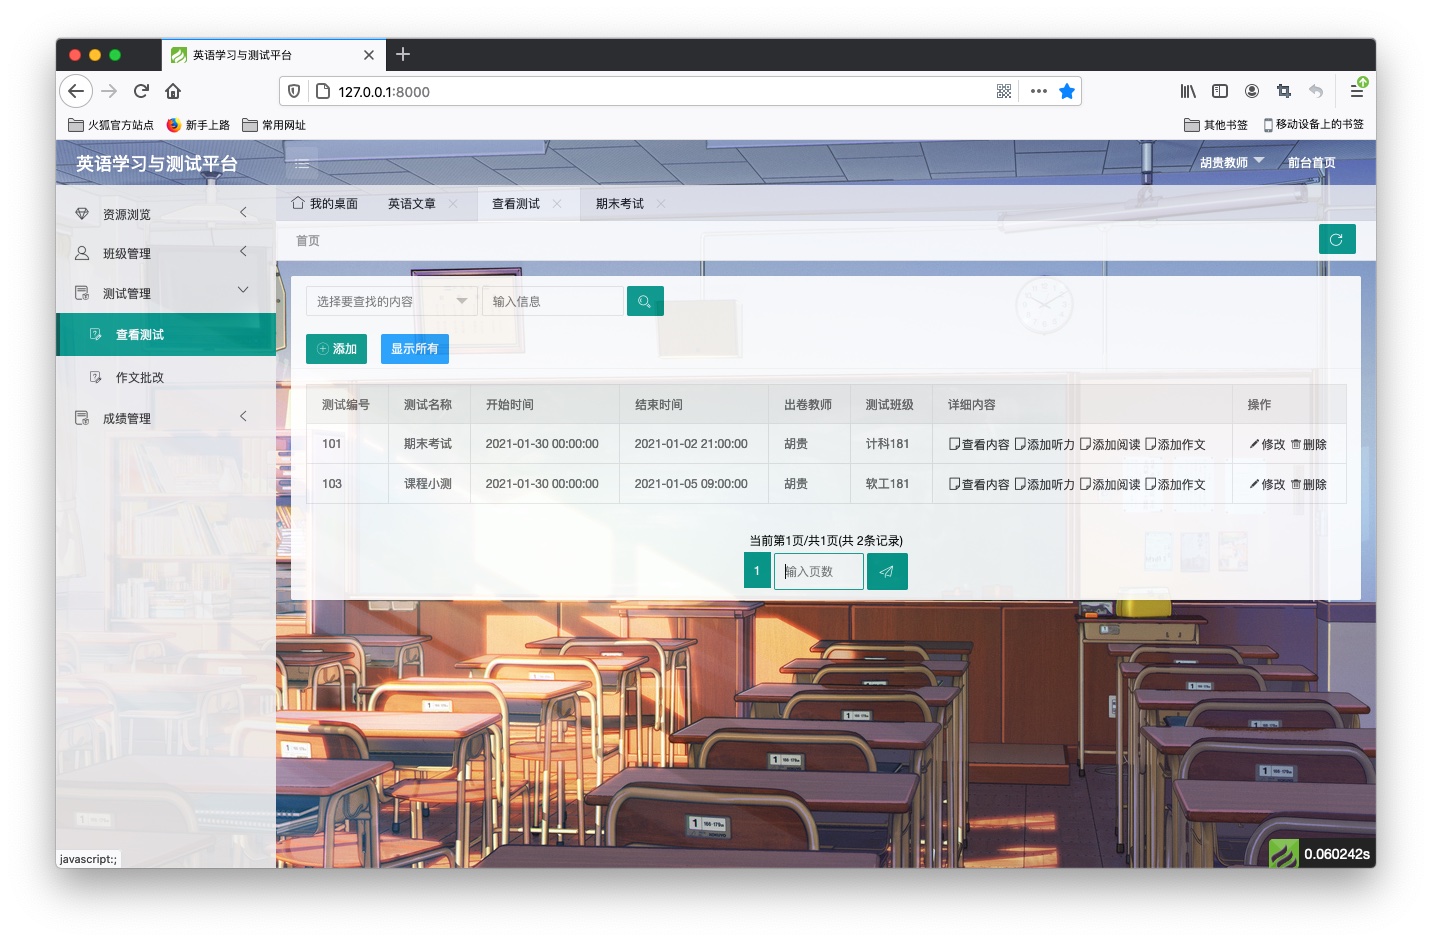 英语学习与测试平台
127.0.0.1:8000
火狐官方站点 新手上路 常用网址 其他书签 移动设备上的书签
英语学习与测试平台 胡贵教师 前台首页
我的桌面 英语文章 查看测试 期末考试
首页
资源浏览
班级管理
测试管理
查看测试
作文批改
成绩管理
选择要查找的内容 输入信息
添加 显示所有
测试编号 测试名称 开始时间 结束时间 出卷教师 测试班级 详细内容 操作
101 期末考试 2021-01-30 00:00:00 2021-01-02 21:00:00 胡贵 计科181 查看内容 添加听力 添加阅读 添加作文 修改 删除
103 课程小测 2021-01-30 00:00:00 2021-01-05 09:00:00 胡贵 软工181 查看内容 添加听力 添加阅读 添加作文 修改 删除
当前第1页/共1页(共 2条记录)
1 输入页数
javascript:;
0.060242s